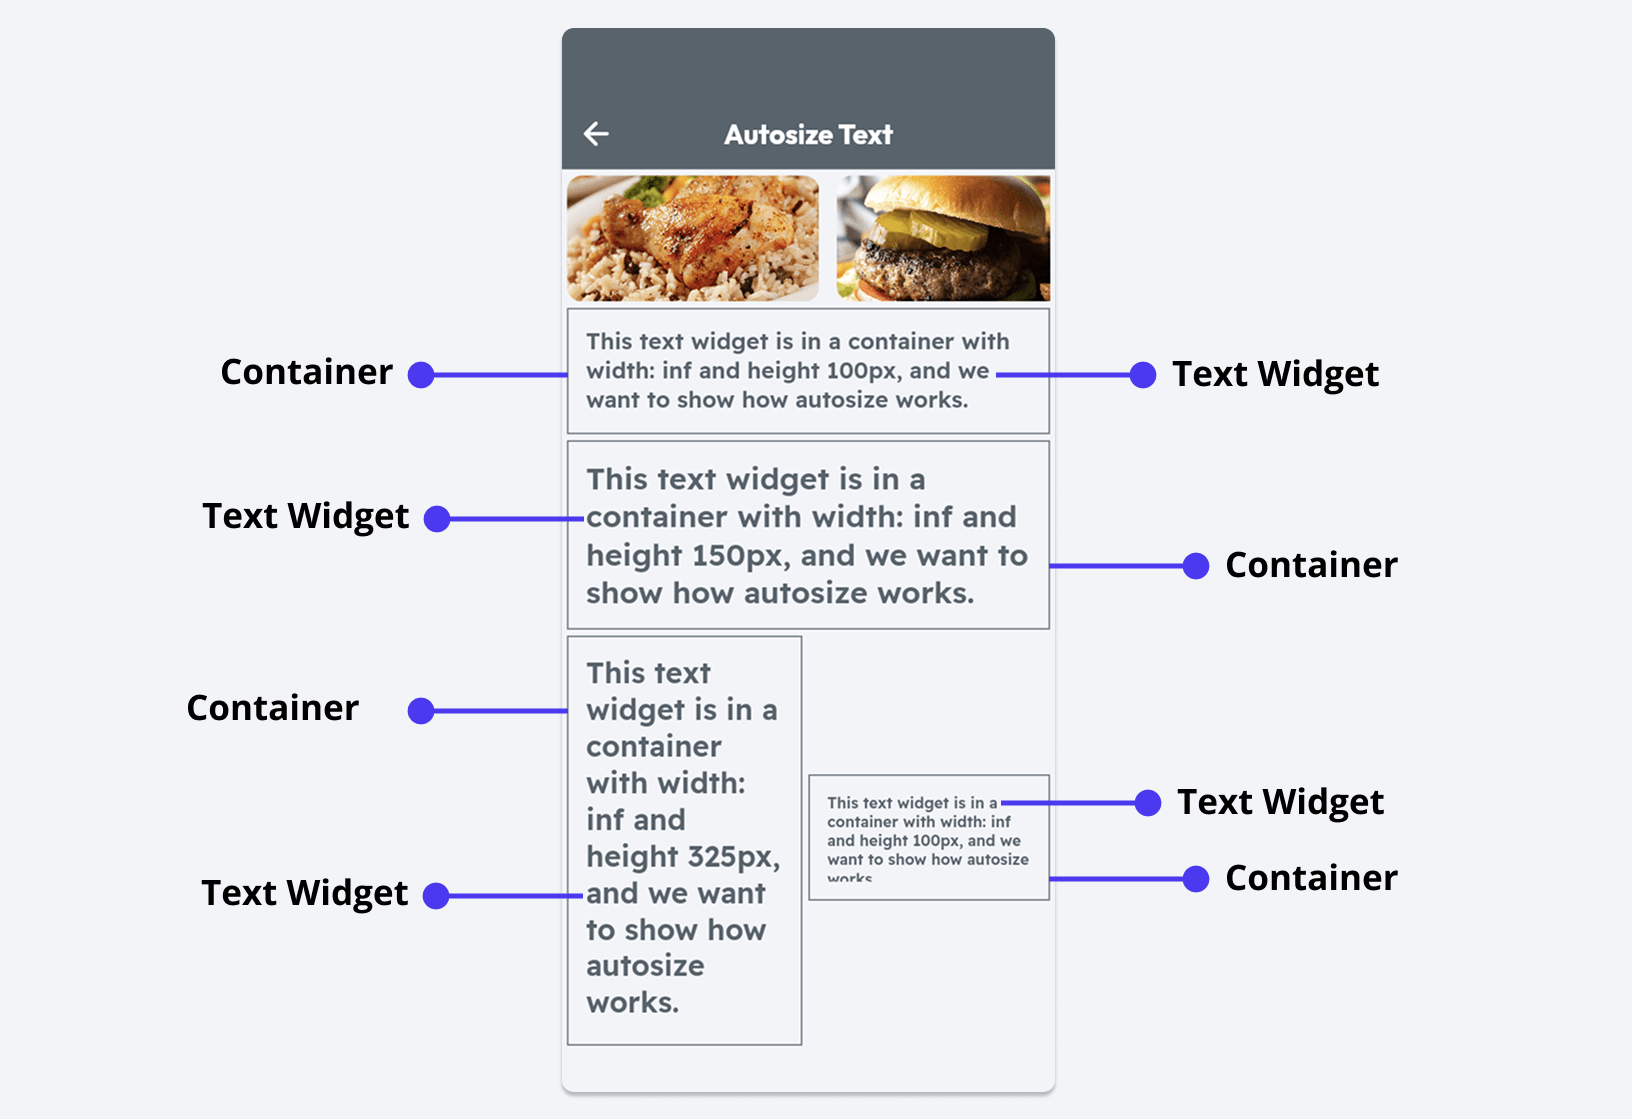 Autosize Text
This text widget is in a container with
width: inf and height 100px, and we
want to show how autosize works.
Container
Text Widget
This text widget is in a
container with width: inf and
height 150px, and we want to
show how autosize works.
Text Widget
Container
This text
widget is in a
container
with width:
inf and
height 325px,
and we want
to show how
autosize
works.
Container
Text Widget
This text widget is in a
container with width: inf
and height 100px, and we
want to show how autosize
works
Text Widget
Container